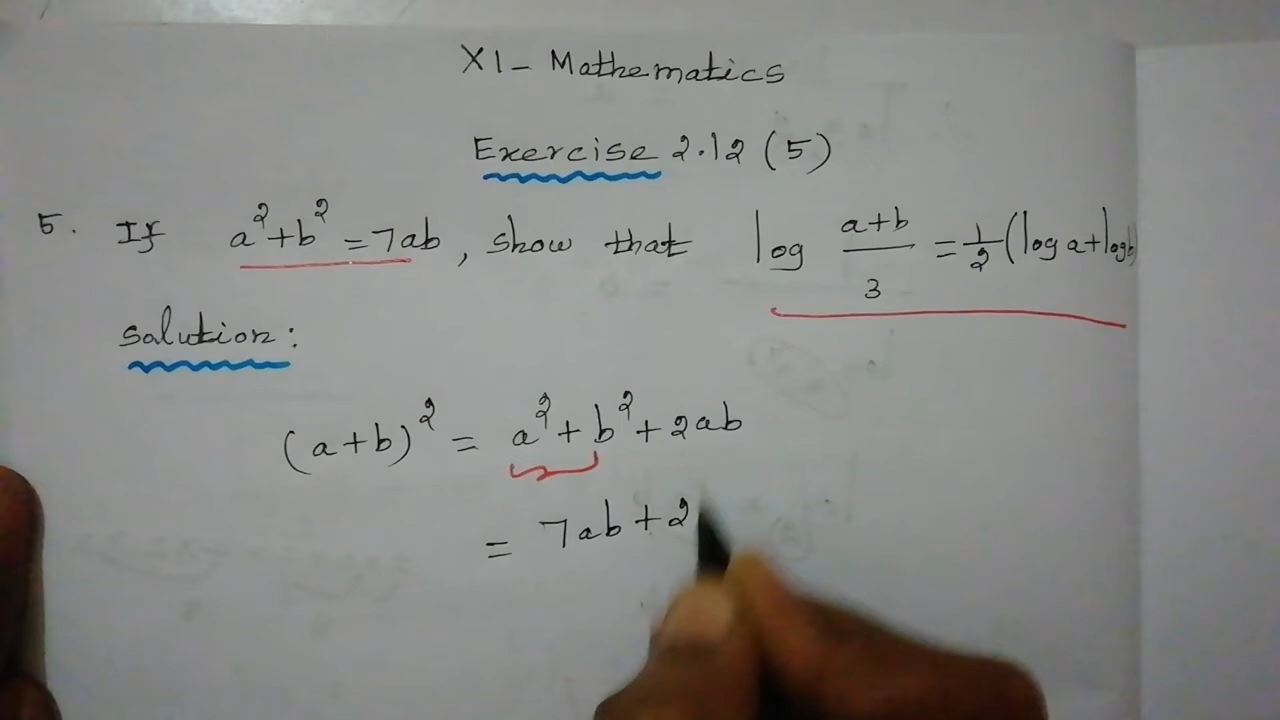 XI - Mathematics
Exercise 2.12 (5)
5. If a²+b² = 7ab, show that log (a+b)/3 = 1/2 (log a + log b)
Solution:
(a+b)² = a² + b² + 2ab
= 7ab + 2